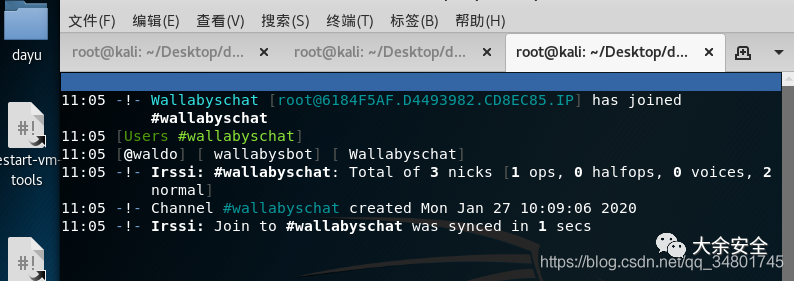 文件(F) 编辑(E) 查看(V) 搜索(S) 终端(T) 标签(B) 帮助(H)
root@kali: ~/Desktop/d... × root@kali: ~/Desktop/d... × root@kali: ~/Desktop/d... ×
dayu
11:05 -!- Wallabyschat [root@6184F5AF.D4493982.CD8EC85.IP] has joined
#wallabyschat
11:05 [Users #wallabyschat]
11:05 [@waldo] [ wallabysbot] [ Wallabyschat]
11:05 -!- Irssi: #wallabyschat: Total of 3 nicks [1 ops, 0 halfops, 0 voices, 2
normal]
11:05 -!- Channel #wallabyschat created Mon Jan 27 10:09:06 2020
11:05 -!- Irssi: Join to #wallabyschat was synced in 1 secs
#!
estart-vm-
tools
#!
大余安全
https://blog.csdn.net/qq_34801745